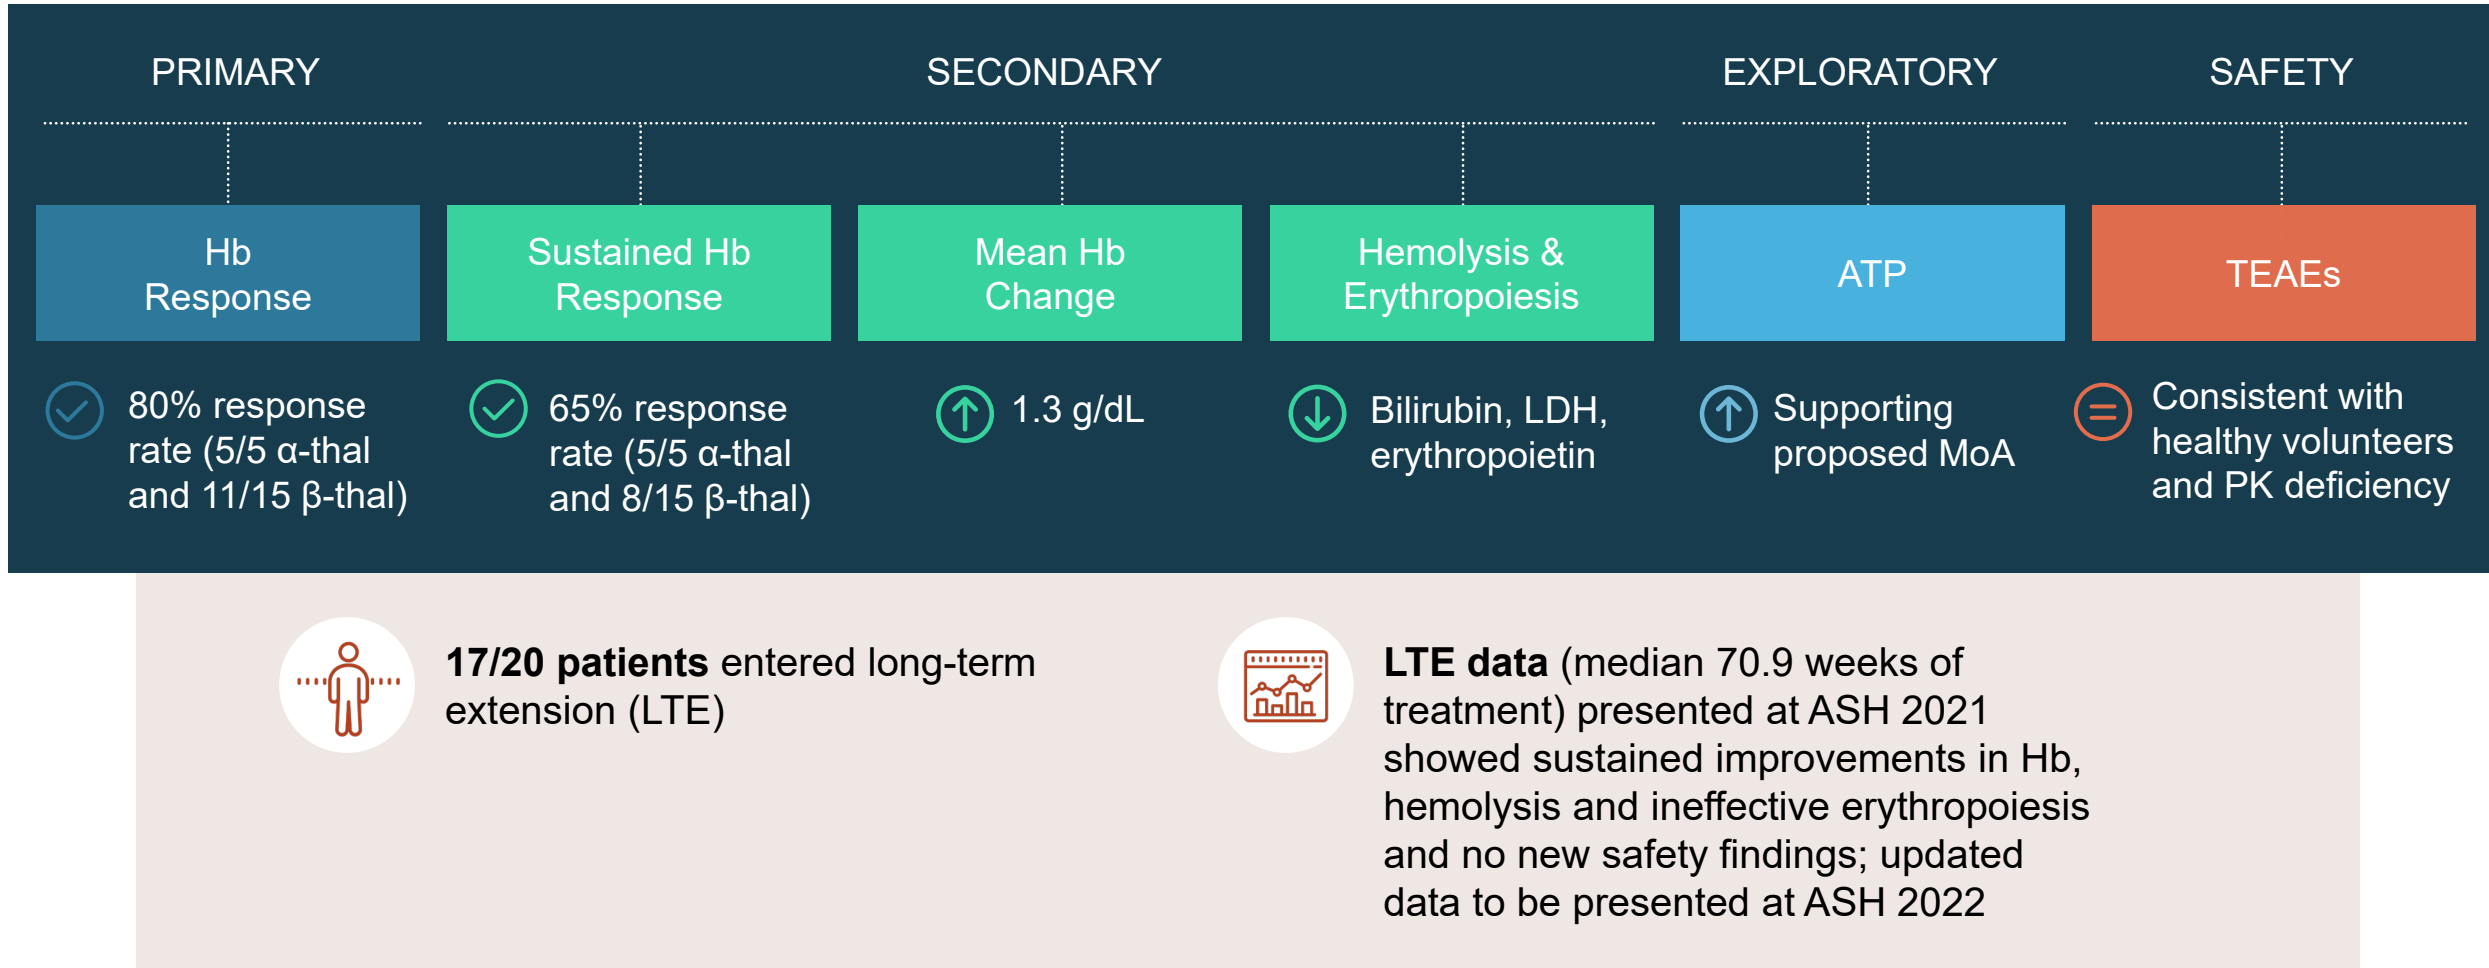 PRIMARY
SECONDARY
EXPLORATORY
SAFETY
Hb
Response
Sustained Hb
Response
Mean Hb
Change
Hemolysis &
Erythropoiesis
ATP
TEAEs
80% response
rate (5/5 α-thal
and 11/15 β-thal)
65% response
rate (5/5 α-thal
and 8/15 β-thal)
1.3 g/dL
Bilirubin, LDH,
erythropoietin
Supporting
proposed MoA
Consistent with
healthy volunteers
and PK deficiency
17/20 patients entered long-term
extension (LTE)
LTE data (median 70.9 weeks of
treatment) presented at ASH 2021
showed sustained improvements in Hb,
hemolysis and ineffective erythropoiesis
and no new safety findings; updated
data to be presented at ASH 2022